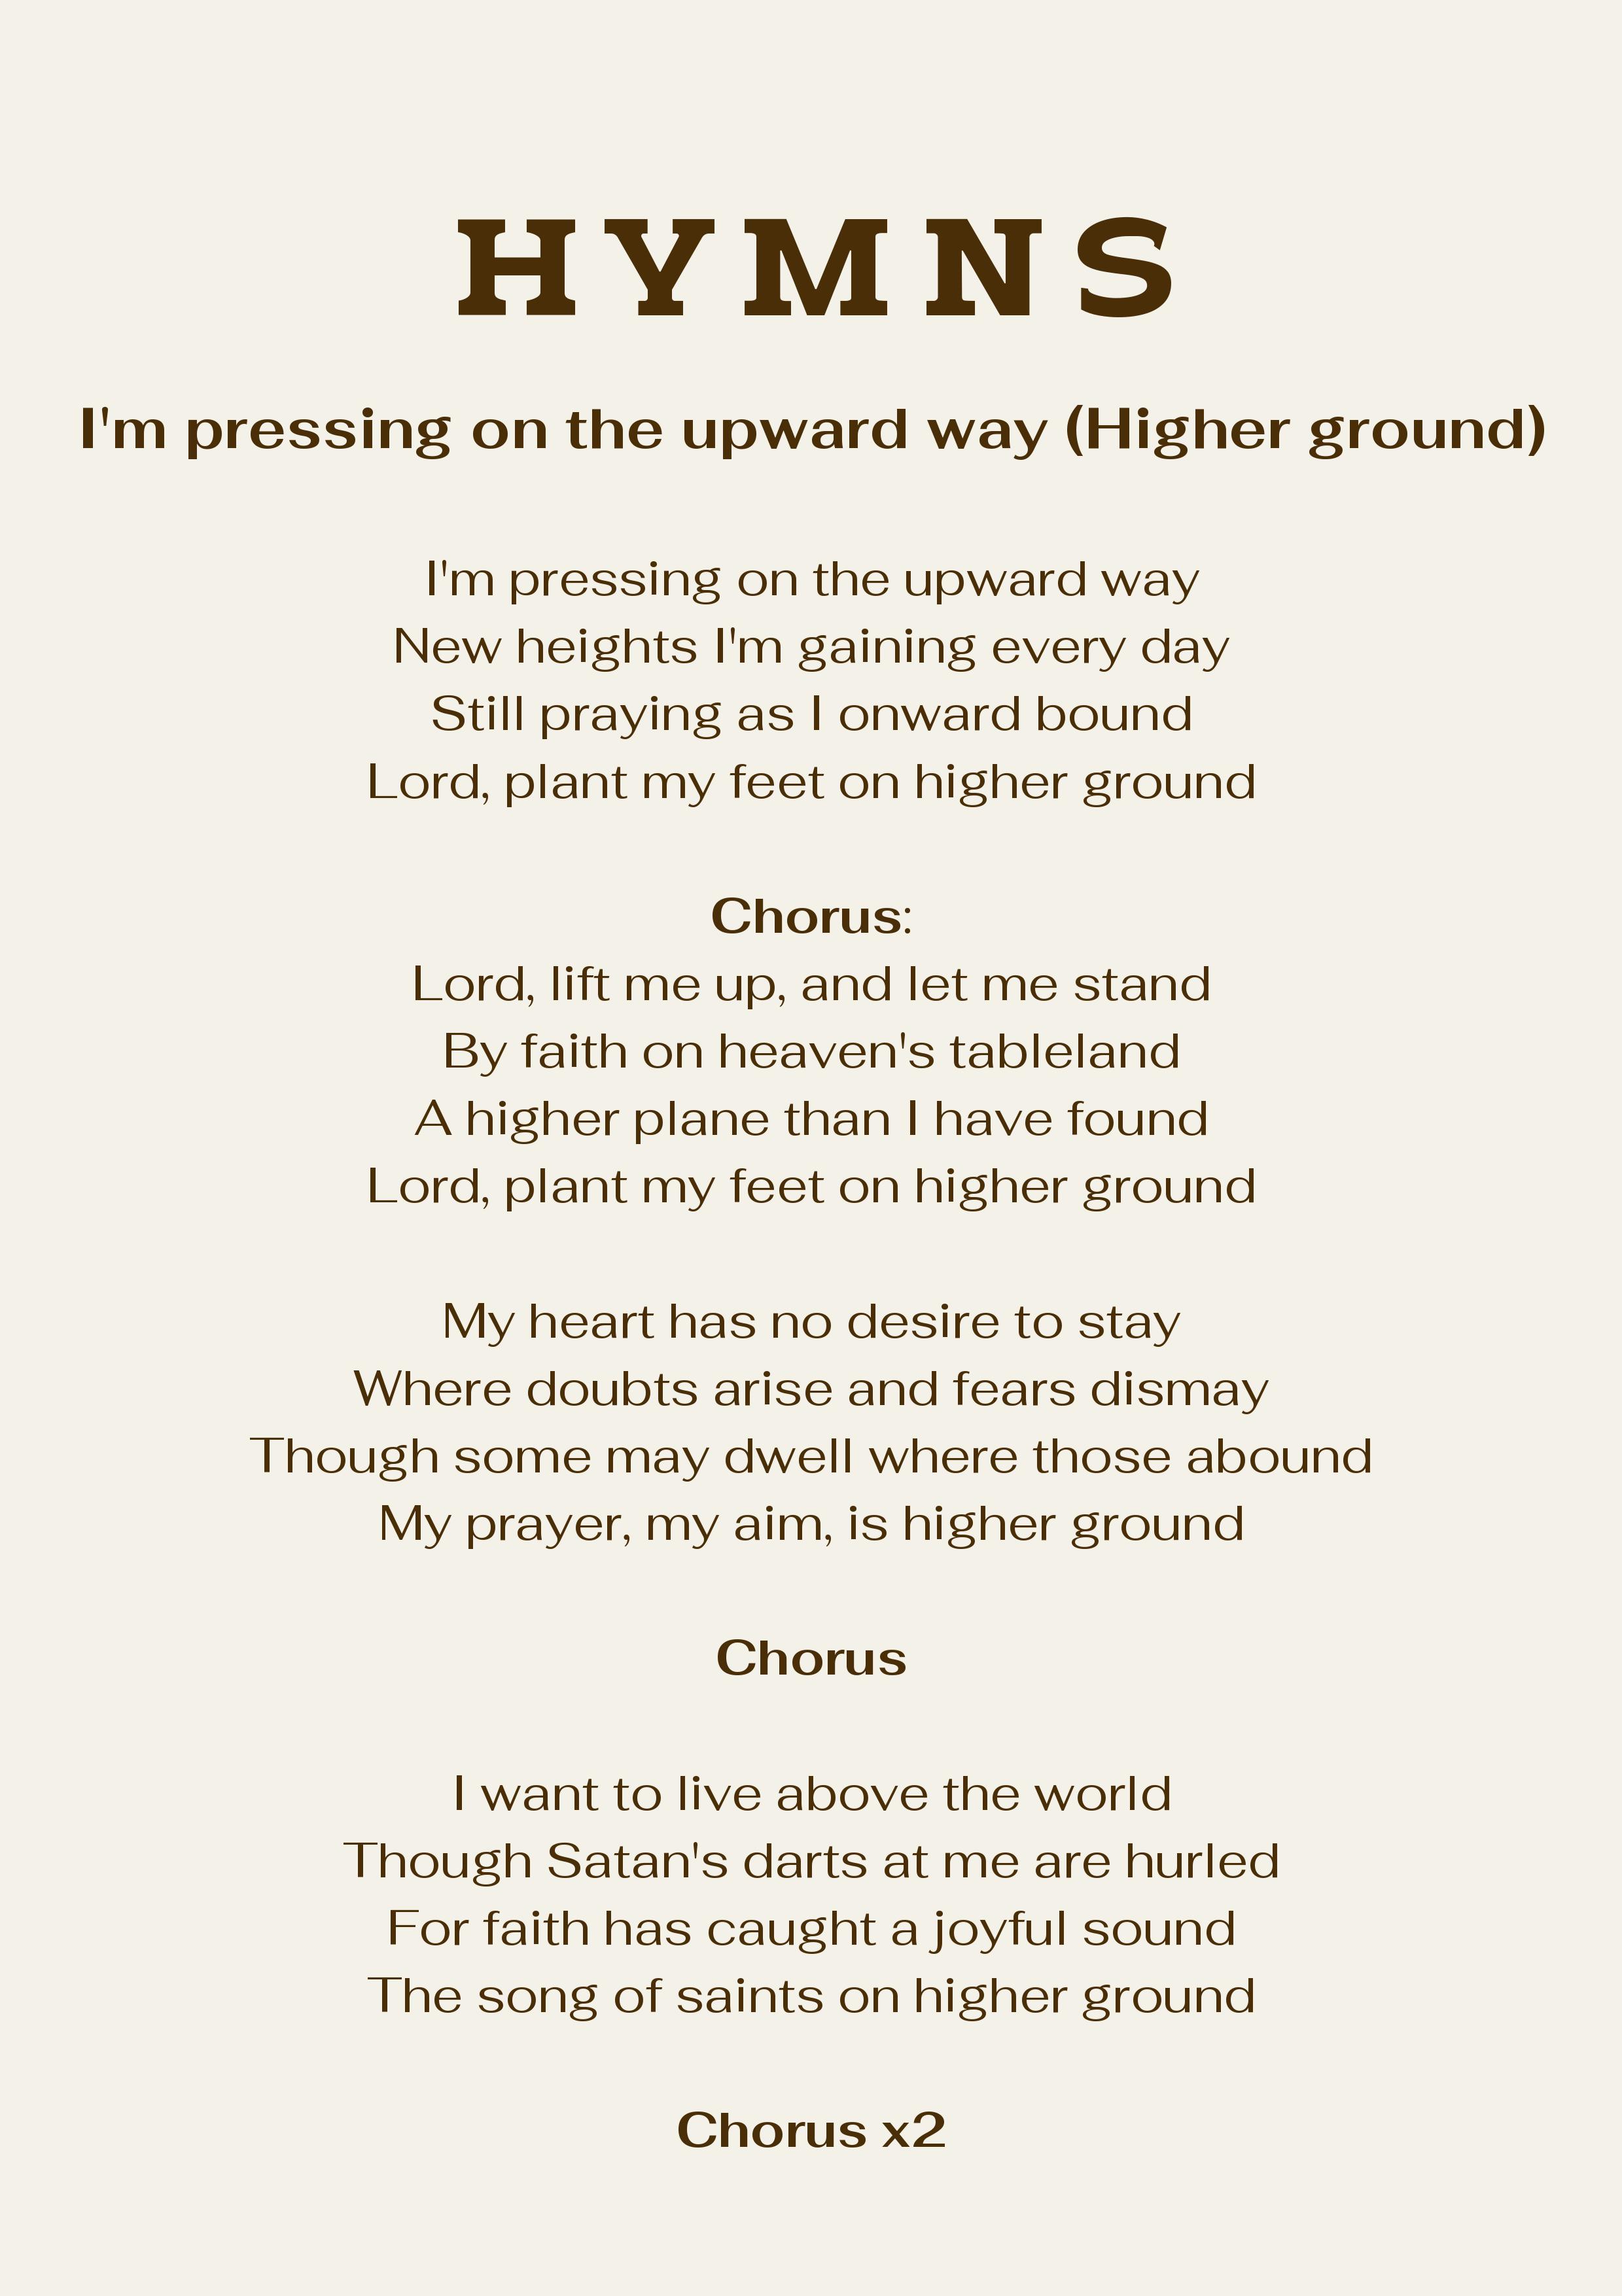 HYMNS
I'm pressing on the upward way (Higher ground)
I'm pressing on the upward way
New heights I'm gaining every day
Still praying as I onward bound
Lord, plant my feet on higher ground
Chorus:
Lord, lift me up, and let me stand
By faith on heaven's tableland
A higher plane than I have found
Lord, plant my feet on higher ground
My heart has no desire to stay
Where doubts arise and fears dismay
Though some may dwell where those abound
My prayer, my aim, is higher ground
Chorus
I want to live above the world
Though Satan's darts at me are hurled
For faith has caught a joyful sound
The song of saints on higher ground
Chorus x2